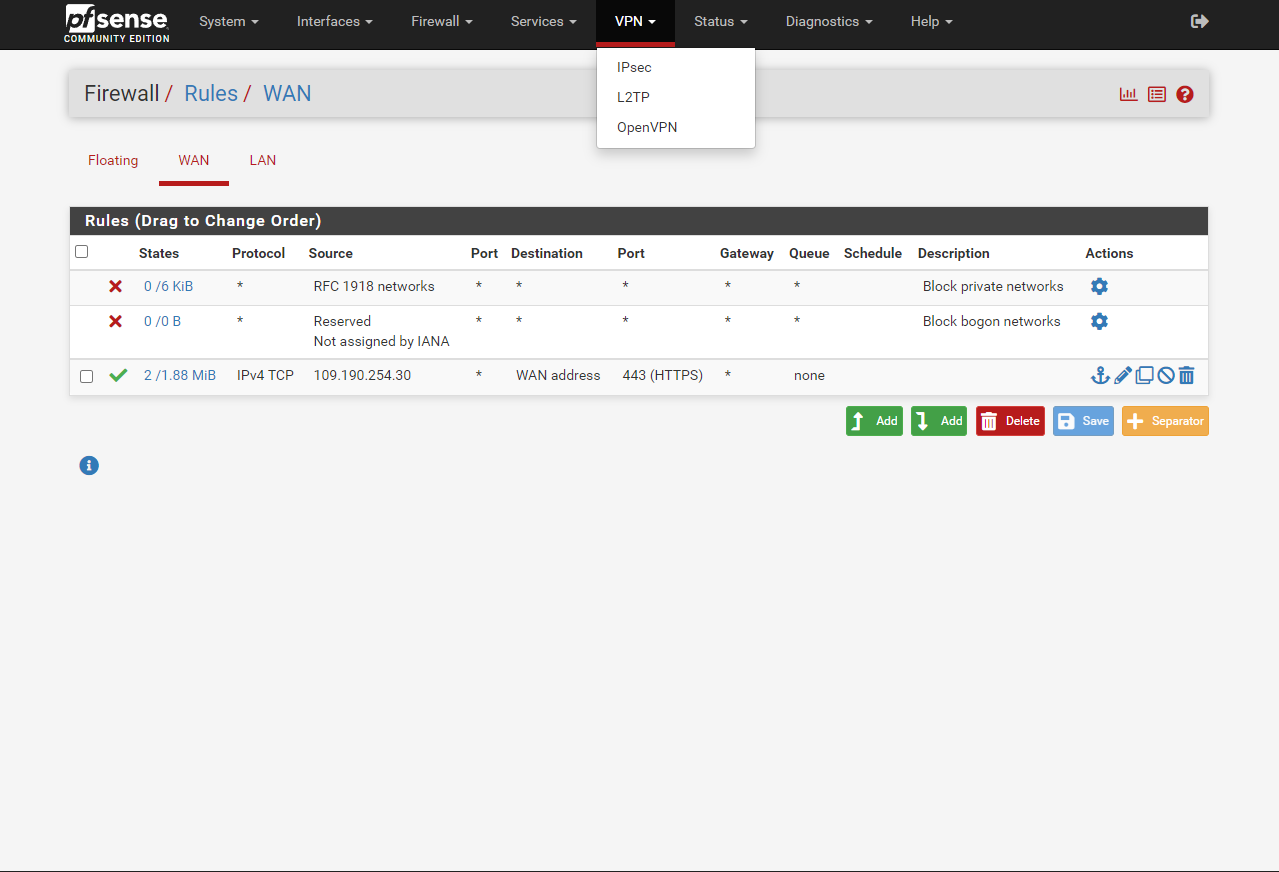 pfsense
COMMUNITY EDITION
System Interfaces Firewall Services VPN Status Diagnostics Help
IPsec
L2TP
OpenVPN
Firewall / Rules / WAN
Floating WAN LAN
Rules (Drag to Change Order)
States Protocol Source Port Destination Port Gateway Queue Schedule Description Actions
0 /6 KiB * RFC 1918 networks * * * * * Block private networks
0 /0 B * Reserved * * * * * Block bogon networks
Not assigned by IANA
2 /1.88 MiB IPv4 TCP 109.190.254.30 * WAN address 443 (HTTPS) * none
Add Add Delete Save Separator